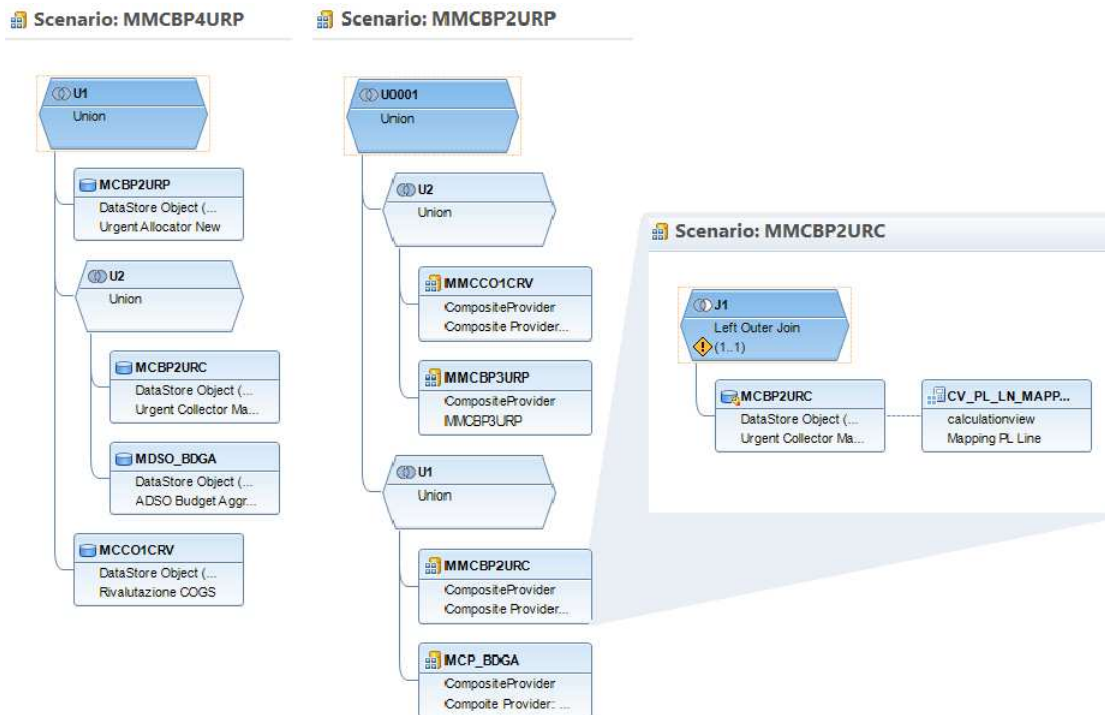 Scenario: MMCBP4URP
U1
Union
MCBP2URP
DataStore Object (...
Urgent Allocator New
U2
Union
MCBP2URC
DataStore Object (...
Urgent Collector Ma...
MDSO_BDGA
DataStore Object (...
ADSO Budget Aggr...
MCCO1CRV
DataStore Object (...
Rivalutazione COGS
Scenario: MMCBP2URP
U0001
Union
U2
Union
MMCCO1CRV
CompositeProvider
Composite Provider...
MMCBP3URP
CompositeProvider
MMCBP3URP
U1
Union
MMCBP2URC
CompositeProvider
Composite Provider...
MCP_BDGA
CompositeProvider
Compoite Provider: ...
Scenario: MMCBP2URC
J1
Left Outer Join
(1..1)
MCBP2URC
DataStore Object (...
Urgent Collector Ma...
CV_PL_LN_MAPP...
calculationview
Mapping PL Line